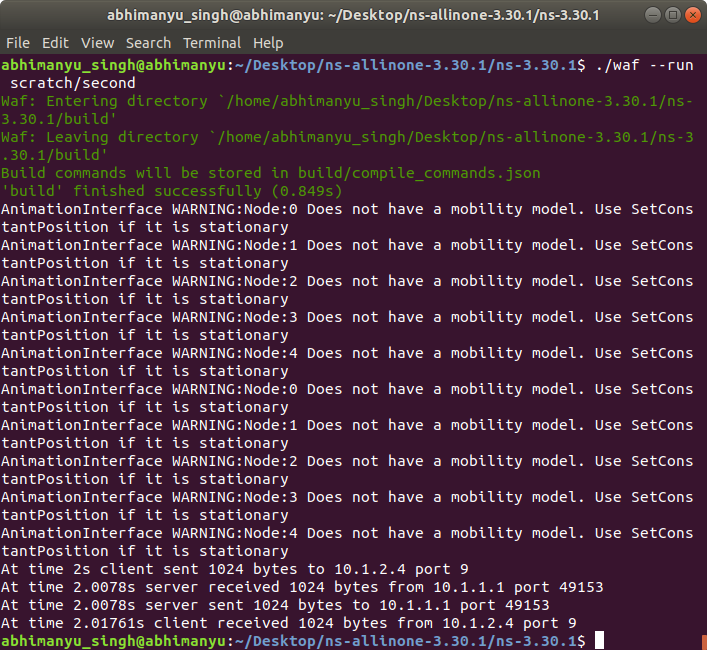 abhimanyu_singh@abhimanyu: ~/Desktop/ns-allinone-3.30.1/ns-3.30.1
File Edit View Search Terminal Help
abhimanyu_singh@abhimanyu:~/Desktop/ns-allinone-3.30.1/ns-3.30.1$ ./waf --run
 scratch/second
Waf: Entering directory `/home/abhimanyu_singh/Desktop/ns-allinone-3.30.1/ns-
3.30.1/build'
Waf: Leaving directory `/home/abhimanyu_singh/Desktop/ns-allinone-3.30.1/ns-3
.30.1/build'
Build commands will be stored in build/compile_commands.json
'build' finished successfully (0.849s)
AnimationInterface WARNING:Node:0 Does not have a mobility model. Use SetCons
tantPosition if it is stationary
AnimationInterface WARNING:Node:1 Does not have a mobility model. Use SetCons
tantPosition if it is stationary
AnimationInterface WARNING:Node:2 Does not have a mobility model. Use SetCons
tantPosition if it is stationary
AnimationInterface WARNING:Node:3 Does not have a mobility model. Use SetCons
tantPosition if it is stationary
AnimationInterface WARNING:Node:4 Does not have a mobility model. Use SetCons
tantPosition if it is stationary
AnimationInterface WARNING:Node:0 Does not have a mobility model. Use SetCons
tantPosition if it is stationary
AnimationInterface WARNING:Node:1 Does not have a mobility model. Use SetCons
tantPosition if it is stationary
AnimationInterface WARNING:Node:2 Does not have a mobility model. Use SetCons
tantPosition if it is stationary
AnimationInterface WARNING:Node:3 Does not have a mobility model. Use SetCons
tantPosition if it is stationary
AnimationInterface WARNING:Node:4 Does not have a mobility model. Use SetCons
tantPosition if it is stationary
At time 2s client sent 1024 bytes to 10.1.2.4 port 9
At time 2.0078s server received 1024 bytes from 10.1.1.1 port 49153
At time 2.0078s server sent 1024 bytes to 10.1.1.1 port 49153
At time 2.01761s client received 1024 bytes from 10.1.2.4 port 9
abhimanyu_singh@abhimanyu:~/Desktop/ns-allinone-3.30.1/ns-3.30.1$